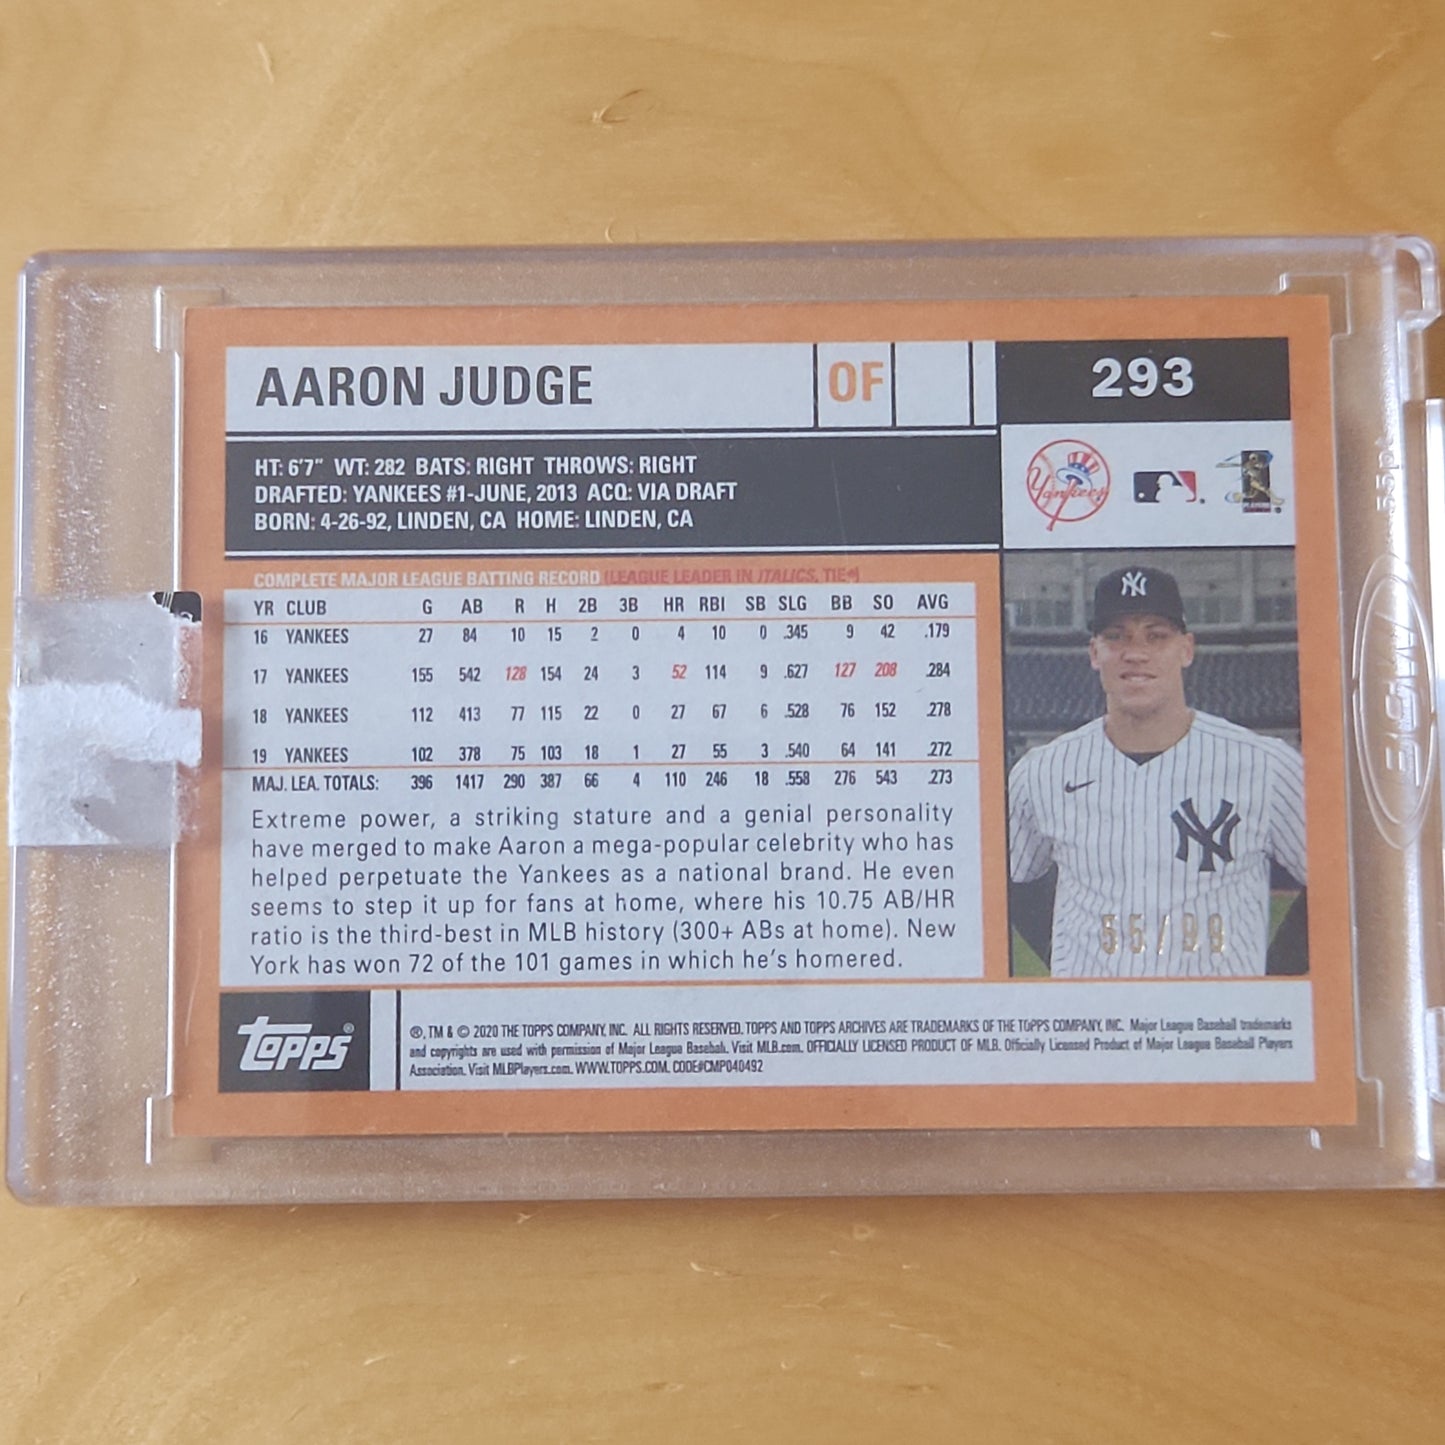 AARON JUDGE OF 293
HT: 6'7" WT: 282 BATS: RIGHT THROWS: RIGHT
DRAFTED: YANKEES #1-JUNE, 2013 ACQ: VIA DRAFT
BORN: 4-26-92, LINDEN, CA HOME: LINDEN, CA
Yankees
COMPLETE MAJOR LEAGUE BATTING RECORD (LEAGUE LEADER IN ITALICS, TIE*)
YR CLUB G AB R H 2B 3B HR RBI SB SLG BB SO AVG
16 YANKEES 27 84 10 15 2 0 4 10 0 .345 9 42 .179
17 YANKEES 155 542 128 154 24 3 52 114 9 .627 127 208 .284
18 YANKEES 112 413 77 115 22 0 27 67 6 .528 76 152 .278
19 YANKEES 102 378 75 103 18 1 27 55 3 .540 64 141 .272
MAJ. LEA. TOTALS: 396 1417 290 387 66 4 110 246 18 .558 276 543 .273
Extreme power, a striking stature and a genial personality
have merged to make Aaron a mega-popular celebrity who has
helped perpetuate the Yankees as a national brand. He even
seems to step it up for fans at home, where his 10.75 AB/HR
ratio is the third-best in MLB history (300+ ABs at home). New
York has won 72 of the 101 games in which he's homered.
NY
NY
55/99
Topps®
®, TM & © 2020 THE TOPPS COMPANY, INC. ALL RIGHTS RESERVED. TOPPS AND TOPPS ARCHIVES ARE TRADEMARKS OF THE TOPPS COMPANY, INC. Major League Baseball trademarks
and copyrights are used with permission of Major League Baseball. Visit MLB.com. OFFICIALLY LICENSED PRODUCT OF MLB. Officially Licensed Product of Major League Baseball Players
Association. Visit MLBPlayers.com. WWW.TOPPS.COM. CODE#CMP040492
55pt
BCW